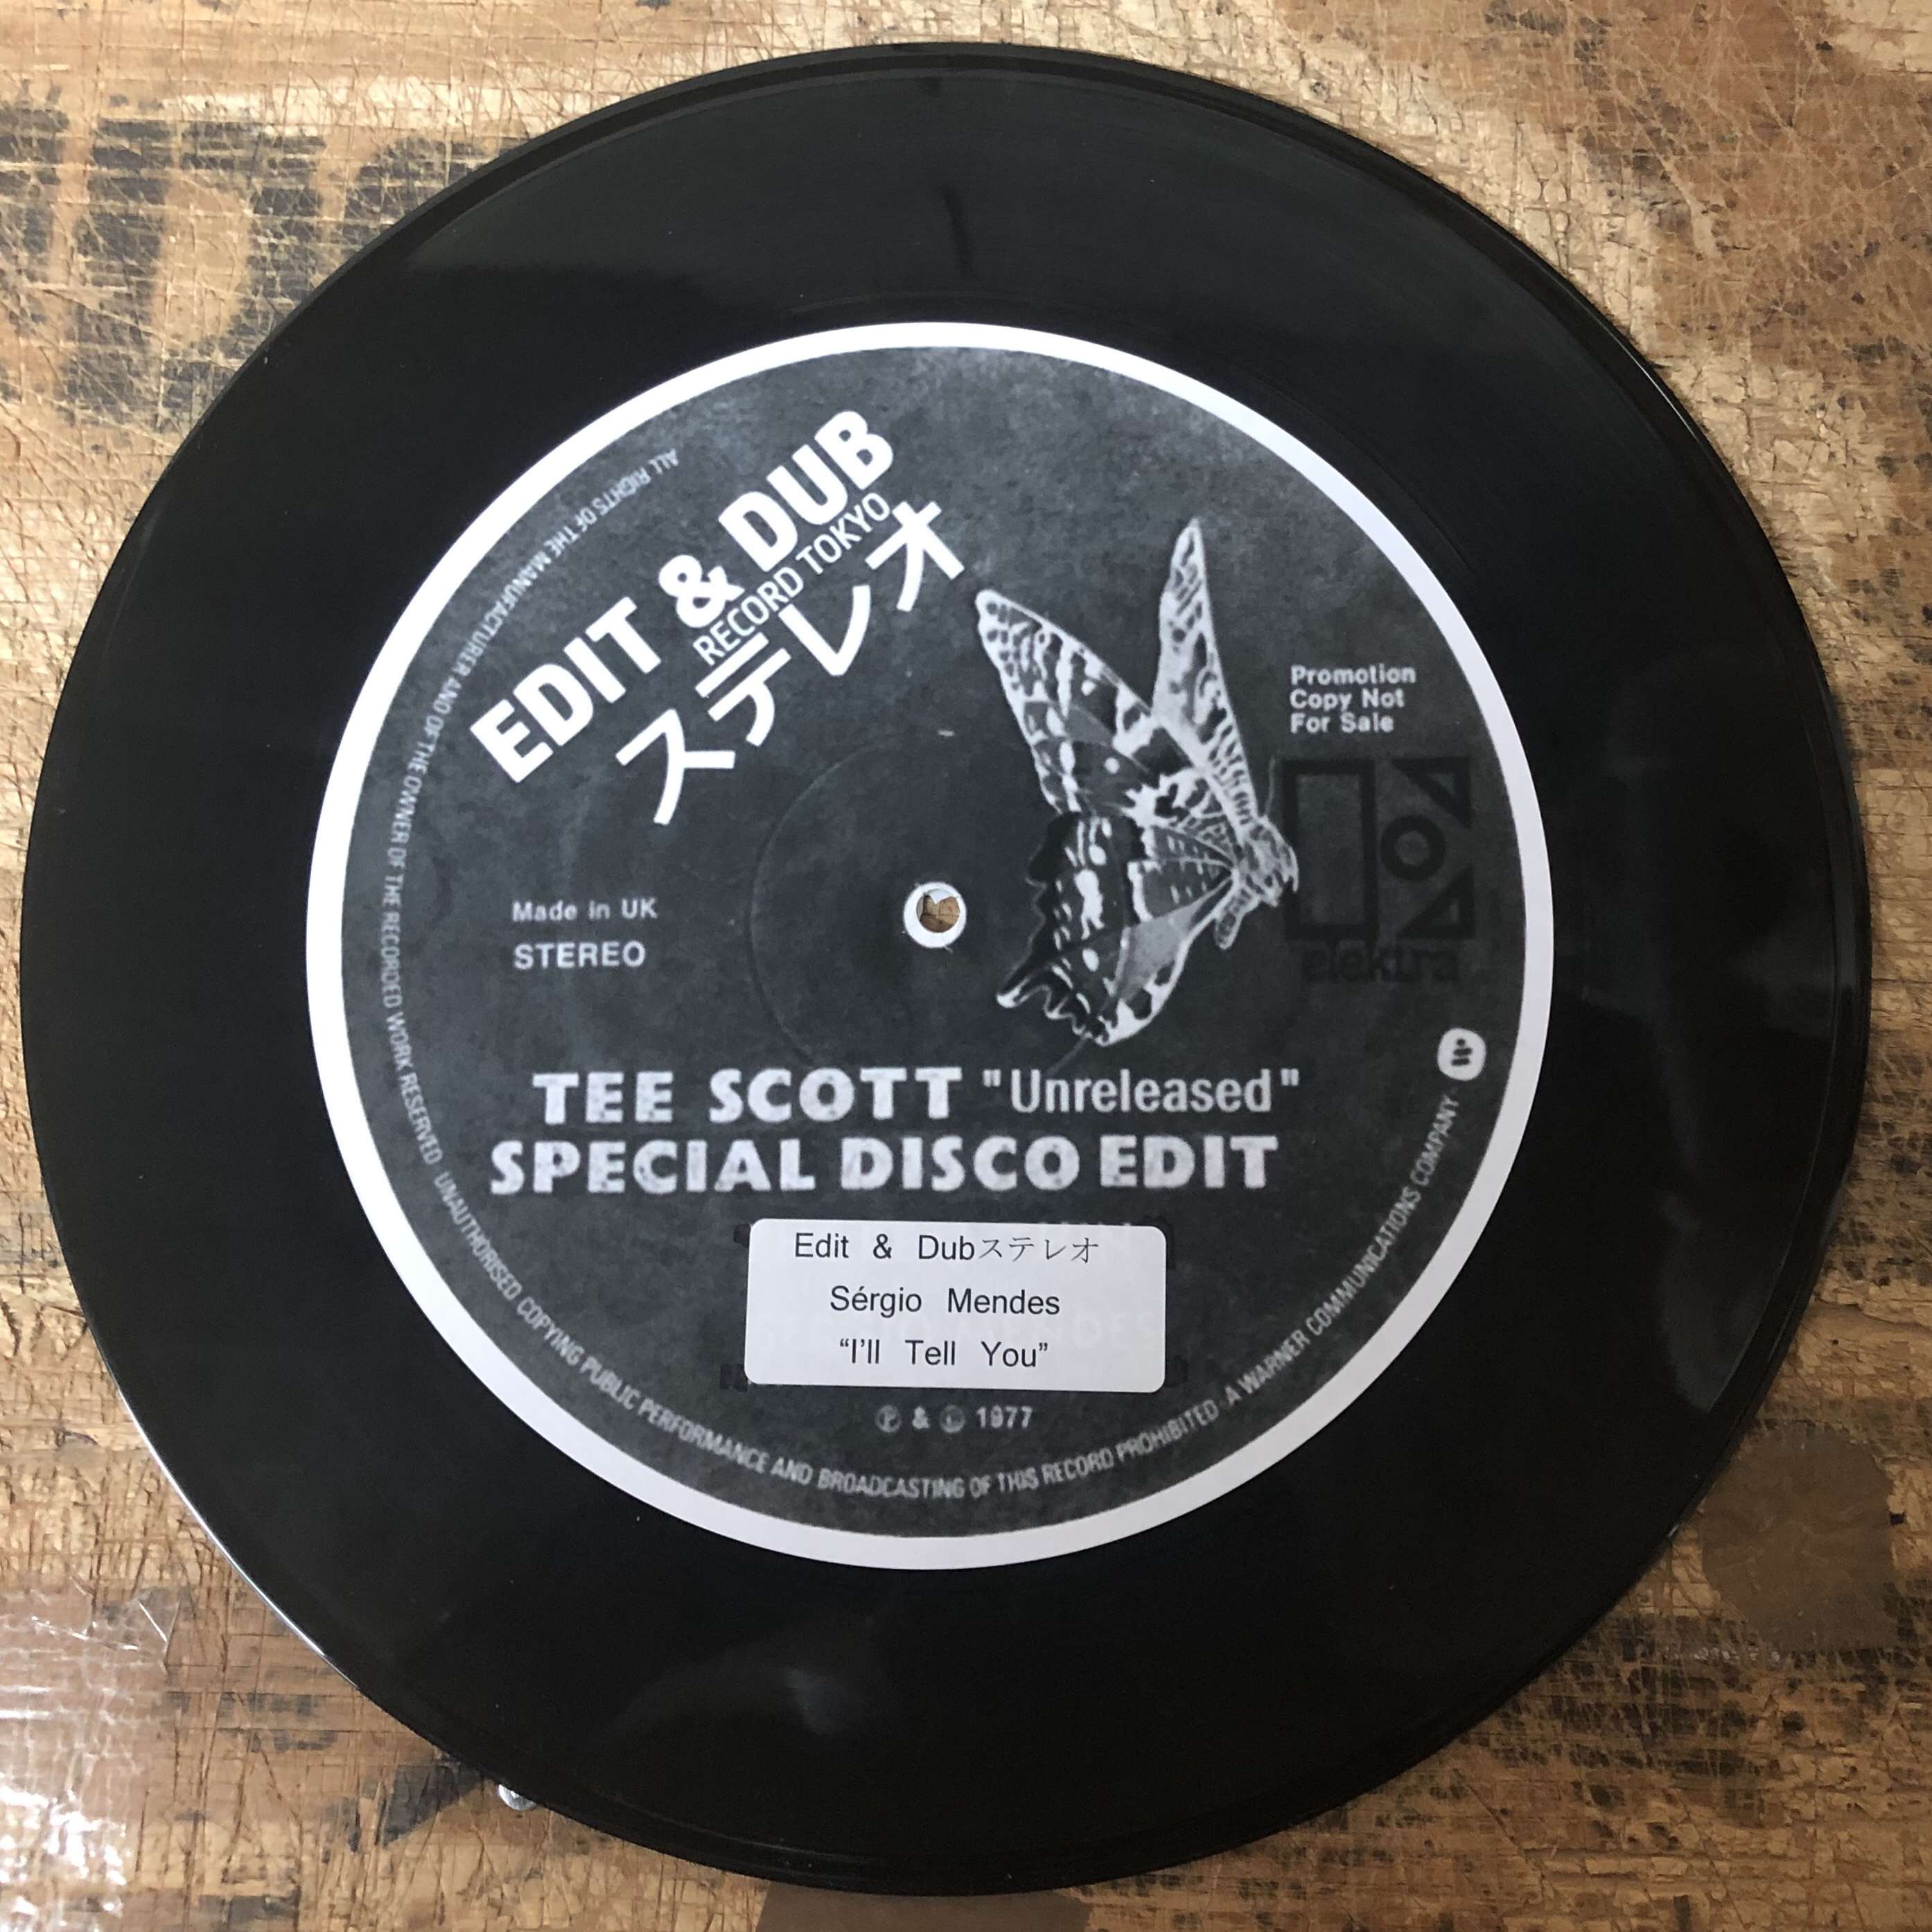 EDIT & DUB
RECORD TOKYO
ステレオ
Promotion
Copy Not
For Sale
elektra
Made in UK
STEREO
TEE SCOTT "Unreleased"
SPECIAL DISCO EDIT
Edit & Dubステレオ
Sérgio Mendes
“I’ll Tell You”
℗ & © 1977
ALL RIGHTS OF THE MANUFACTURER AND OF THE OWNER OF THE RECORDED WORK RESERVED UNAUTHORISED COPYING PUBLIC PERFORMANCE AND BROADCASTING OF THIS RECORD PROHIBITED A WARNER COMMUNICATIONS COMPANY